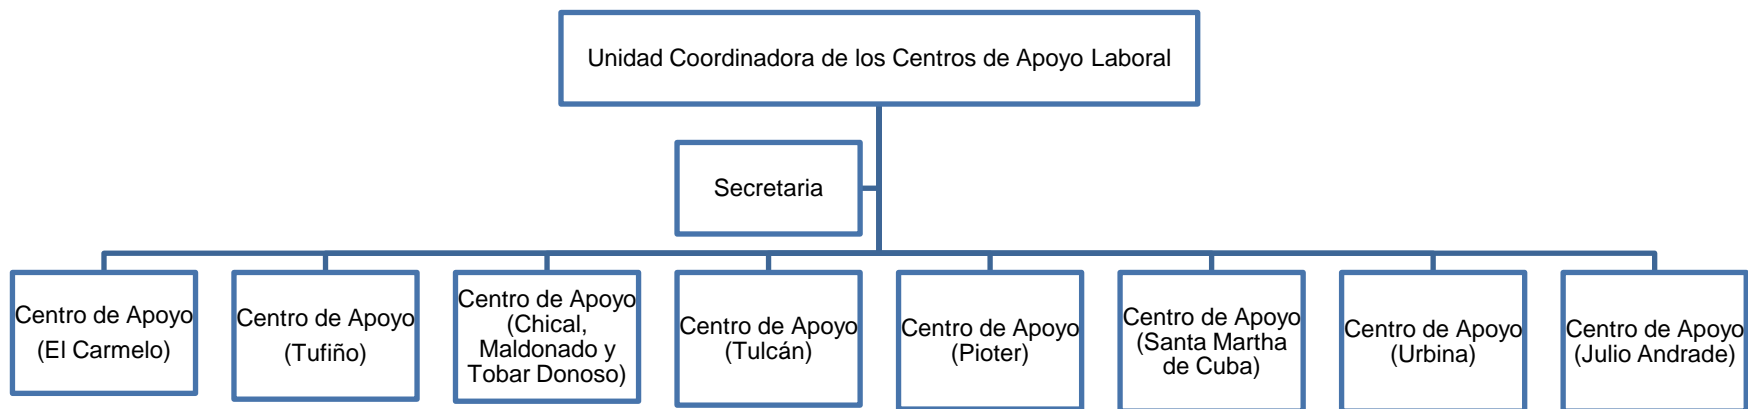 Unidad Coordinadora de los Centros de Apoyo Laboral
Secretaria
Centro de Apoyo
(El Carmelo)
Centro de Apoyo
(Tufiño)
Centro de Apoyo
(Chical,
Maldonado y
Tobar Donoso)
Centro de Apoyo
(Tulcán)
Centro de Apoyo
(Pioter)
Centro de Apoyo
(Santa Martha
de Cuba)
Centro de Apoyo
(Urbina)
Centro de Apoyo
(Julio Andrade)